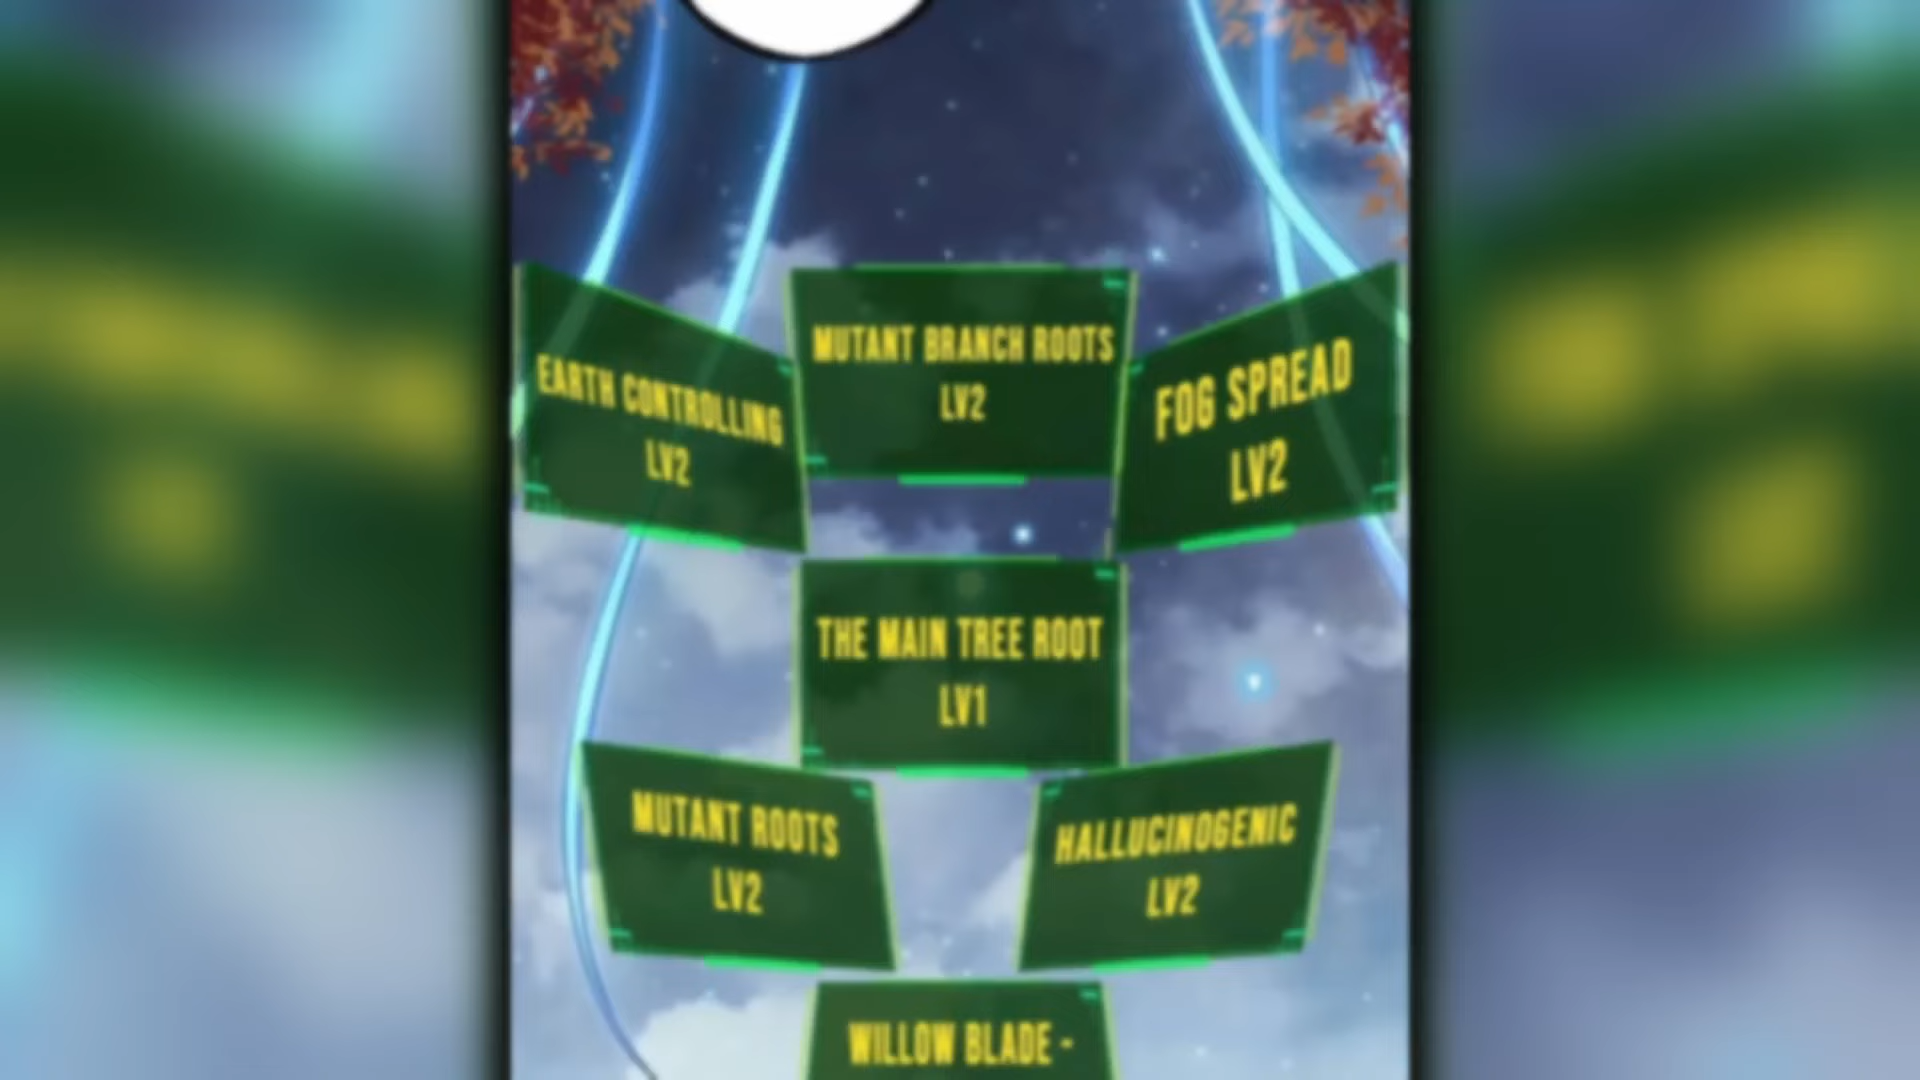 EARTH CONTROLLING
LV2
MUTANT BRANCH ROOTS
LV2
FOG SPREAD
LV2
THE MAIN TREE ROOT
LV1
MUTANT ROOTS
LV2
HALLUCINOGENIC
LV2
WILLOW BLADE -